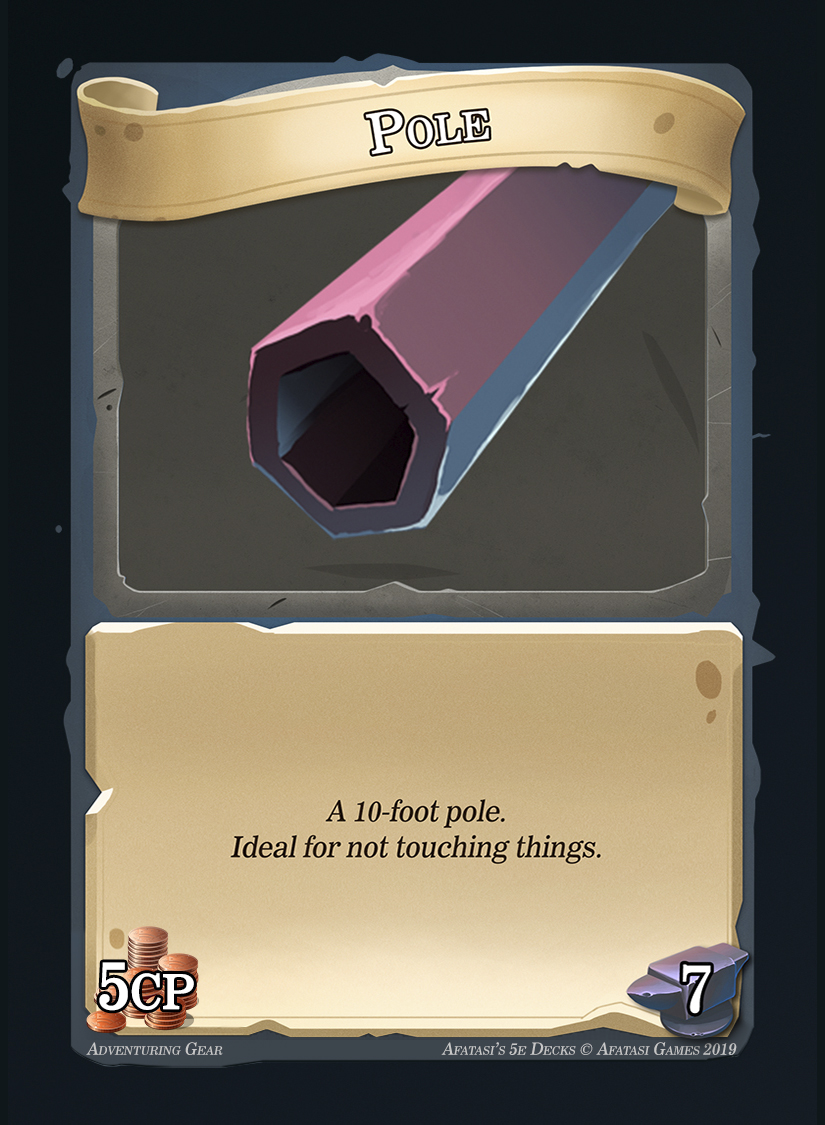 Pole
A 10-foot pole.
Ideal for not touching things.
5CP
7
Adventuring Gear
Afatasi's 5e Decks © Afatasi Games 2019